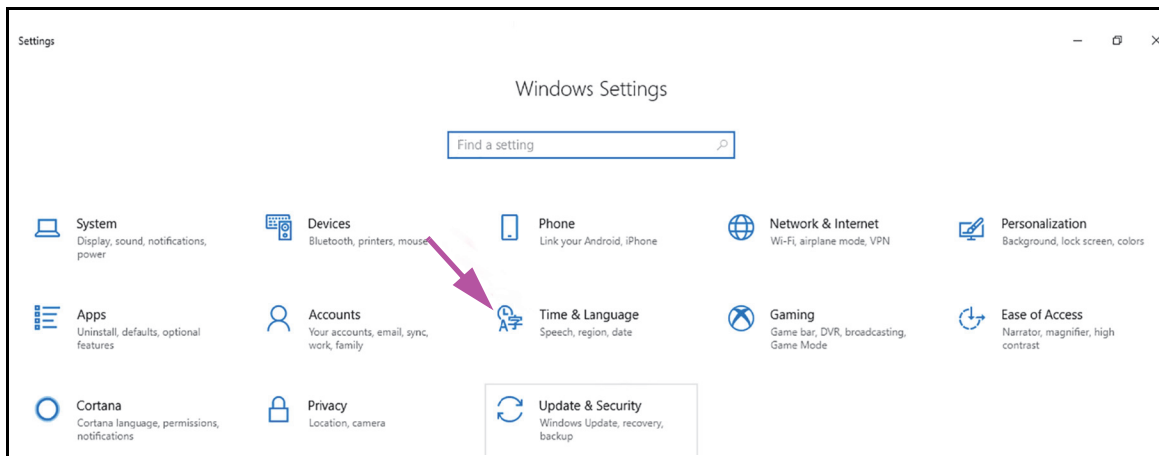 Settings
Windows Settings
Find a setting
System
Display, sound, notifications,
power
Devices
Bluetooth, printers, mouse
Phone
Link your Android, iPhone
Network & Internet
Wi-Fi, airplane mode, VPN
Personalization
Background, lock screen, colors
Apps
Uninstall, defaults, optional
features
Accounts
Your accounts, email, sync,
work, family
Time & Language
Speech, region, date
Gaming
Game bar, DVR, broadcasting,
Game Mode
Ease of Access
Narrator, magnifier, high
contrast
Cortana
Cortana language, permissions,
notifications
Privacy
Location, camera
Update & Security
Windows Update, recovery,
backup